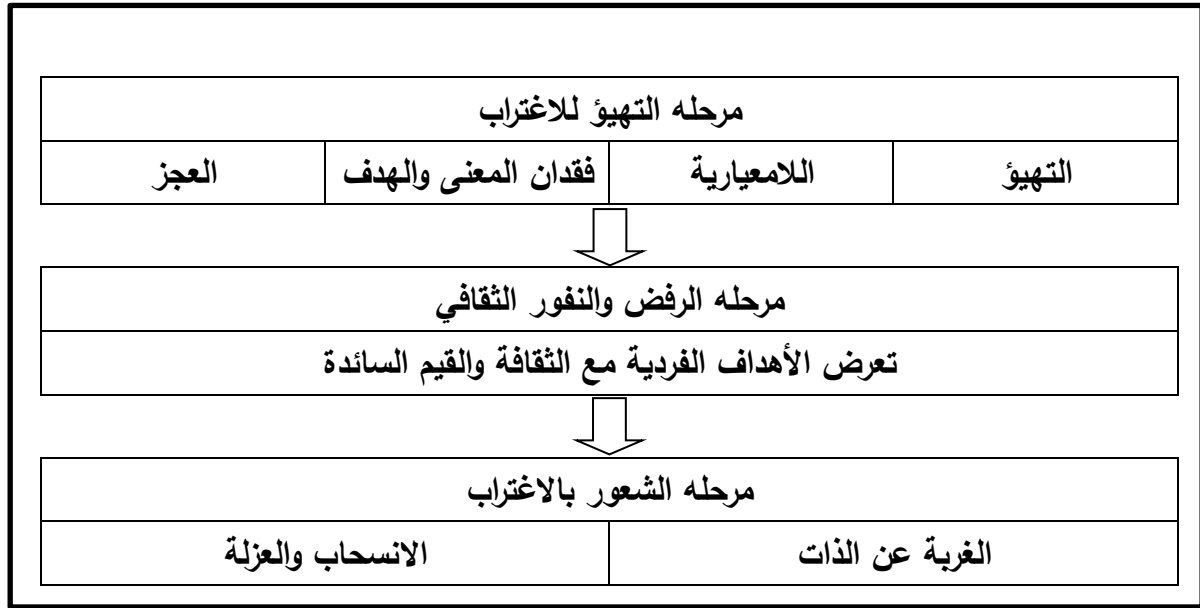 مرحله التهيؤ للاغتراب
التهيؤ اللامعيارية فقدان المعنى والهدف العجز
مرحله الرفض والنفور الثقافي
تعرض الأهداف الفردية مع الثقافة والقيم السائدة
مرحله الشعور بالاغتراب
الغربة عن الذات الانسحاب والعزلة